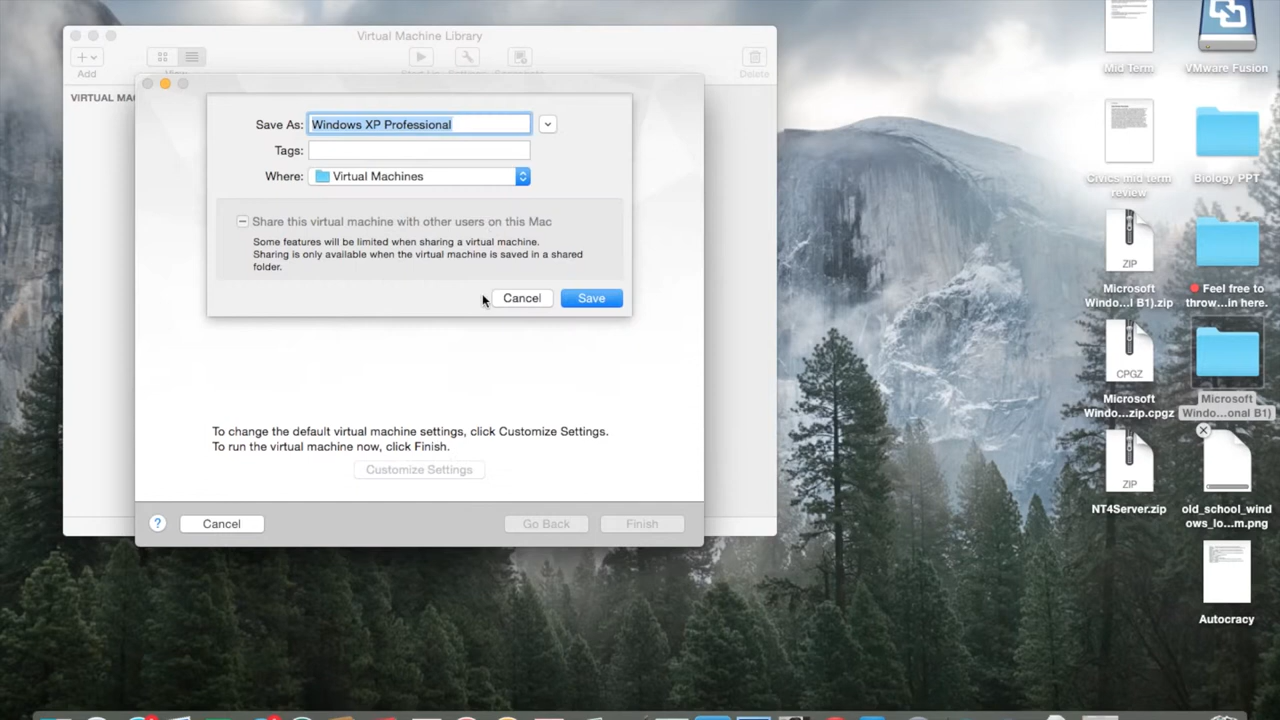 Virtual Machine Library
Add
View
Delete
VIRTUAL MA
Save As: Windows XP Professional
Tags:
Where: Virtual Machines
Share this virtual machine with other users on this Mac
Some features will be limited when sharing a virtual machine.
Sharing is only available when the virtual machine is saved in a shared
folder.
Cancel Save
To change the default virtual machine settings, click Customize Settings.
To run the virtual machine now, click Finish.
Customize Settings
? Cancel Go Back Finish
Mid Term
VMware Fusion
Civics mid term
review
Biology PPT
ZIP
Microsoft
Windo...l B1).zip
Feel free to
throw...in here.
CPGZ
Microsoft
Windo...zip.cpgz
Microsoft
Windo...onal B1)
ZIP
NT4Server.zip
old_school_wind
ows_lo...m.png
Autocracy